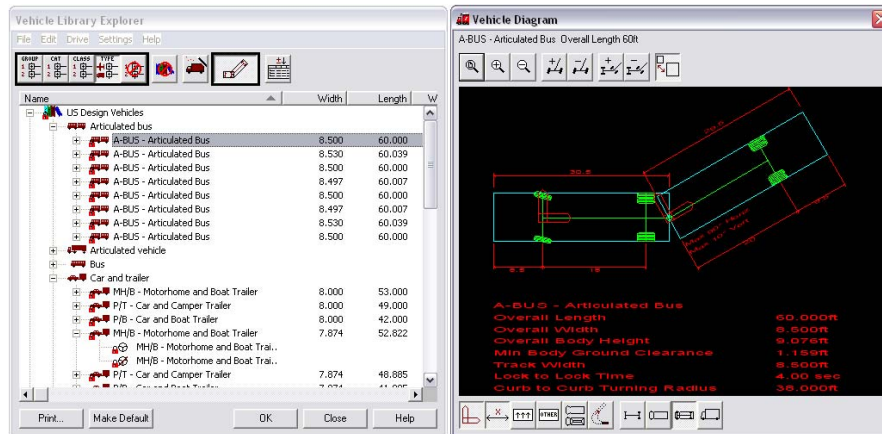 Vehicle Library Explorer
File Edit Drive Settings Help
GROUP CAT CLASS TYPE
Name Width Length W
US Design Vehicles
Articulated bus
A-BUS - Articulated Bus 8.500 60.000
A-BUS - Articulated Bus 8.530 60.039
A-BUS - Articulated Bus 8.500 60.000
A-BUS - Articulated Bus 8.497 60.007
A-BUS - Articulated Bus 8.500 60.000
A-BUS - Articulated Bus 8.497 60.007
A-BUS - Articulated Bus 8.530 60.039
A-BUS - Articulated Bus 8.500 60.000
Articulated vehicle
Bus
Car and trailer
MH/B - Motorhome and Boat Trailer 8.000 53.000
P/T - Car and Camper Trailer 8.000 49.000
P/B - Car and Boat Trailer 8.000 42.000
MH/B - Motorhome and Boat Trailer 7.874 52.822
MH/B - Motorhome and Boat Trai..
MH/B - Motorhome and Boat Trai..
P/T - Car and Camper Trailer 7.874 48.885
Print... Make Default OK Close Help
Vehicle Diagram
A-BUS - Articulated Bus Overall Length 60ft
30.5
8.5 18
A-BUS - Articulated Bus
Overall Length 60.000ft
Overall Width 8.500ft
Overall Body Height 9.076ft
Min Body Ground Clearance 1.159ft
Track Width 8.500ft
Lock to Lock Time 4.00 sec
Curb to Curb Turning Radius 38.000ft
OTHER